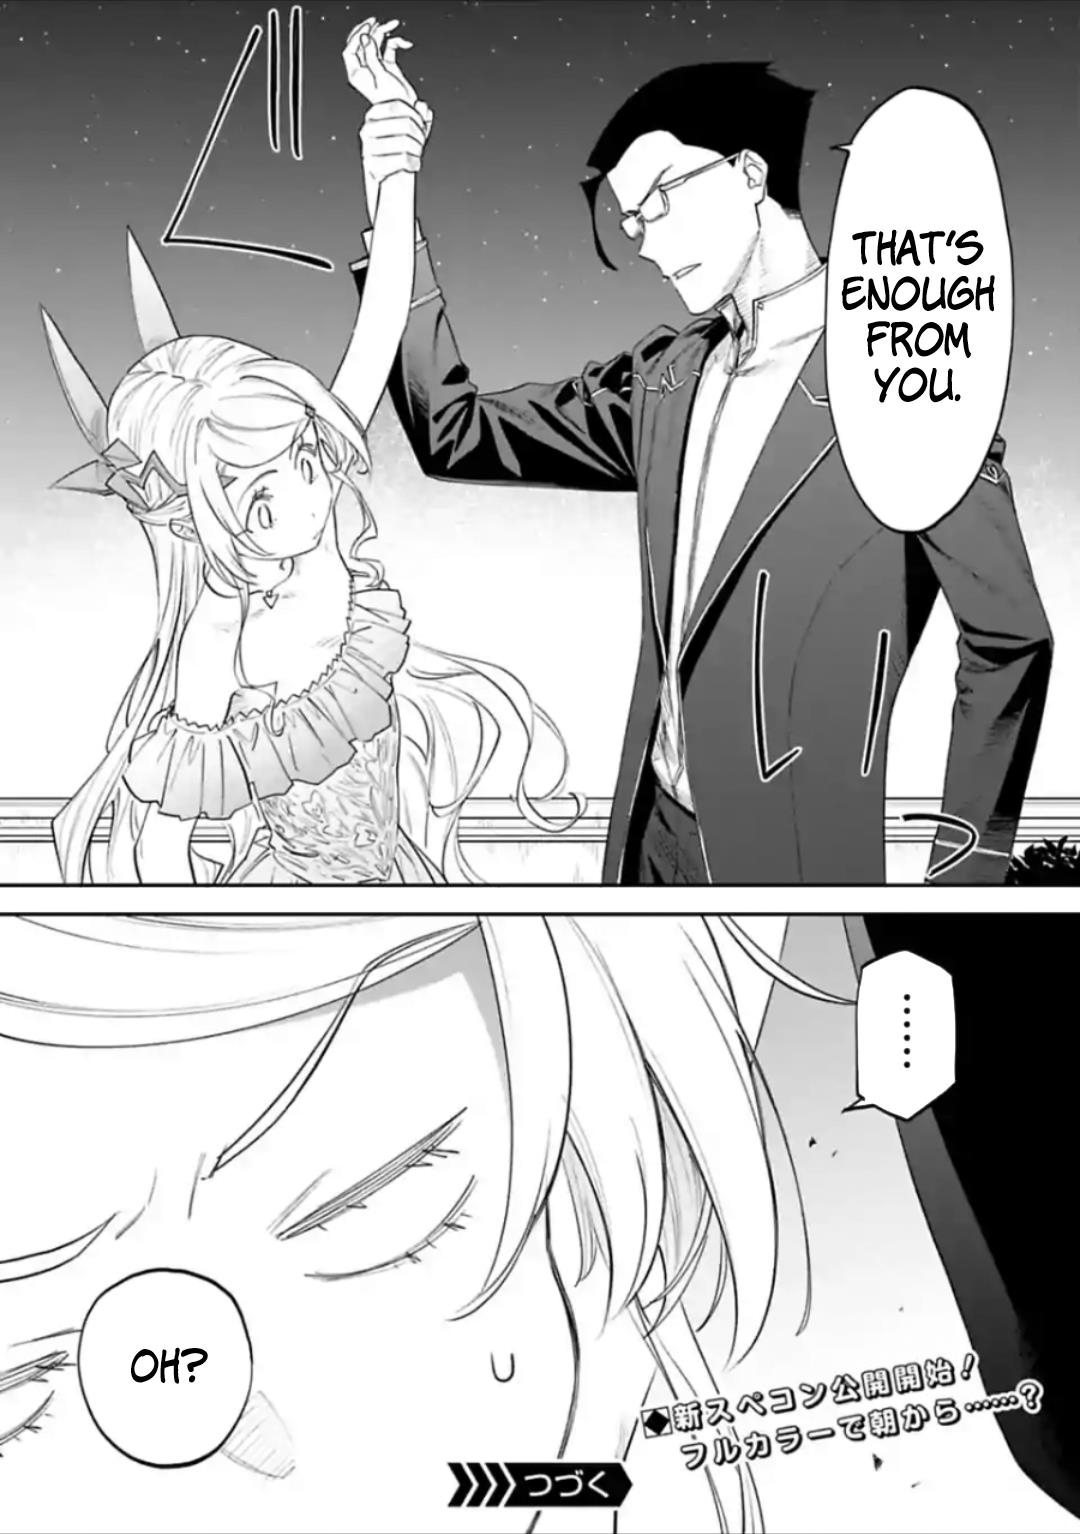 THAT'S
ENOUGH
FROM
YOU.
......
OH?
新スペコン公開開始!
フルカラーで朝から……?
つづく